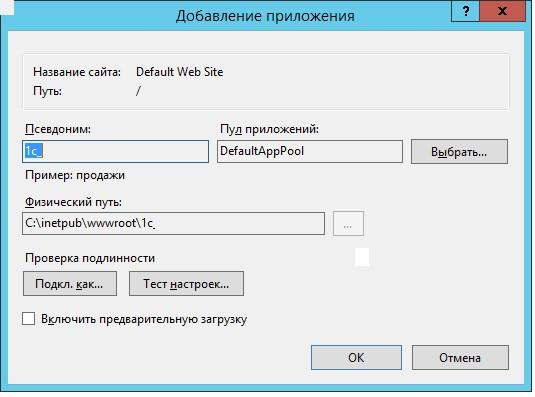 Добавление приложения
? X
Название сайта: Default Web Site
Путь: /
Псевдоним: Пул приложений:
1c_ DefaultAppPool Выбрать...
Пример: продажи
Физический путь:
C:\inetpub\wwwroot\1c_ ...
Проверка подлинности
Подкл. как... Тест настроек...
Включить предварительную загрузку
ОК Отмена